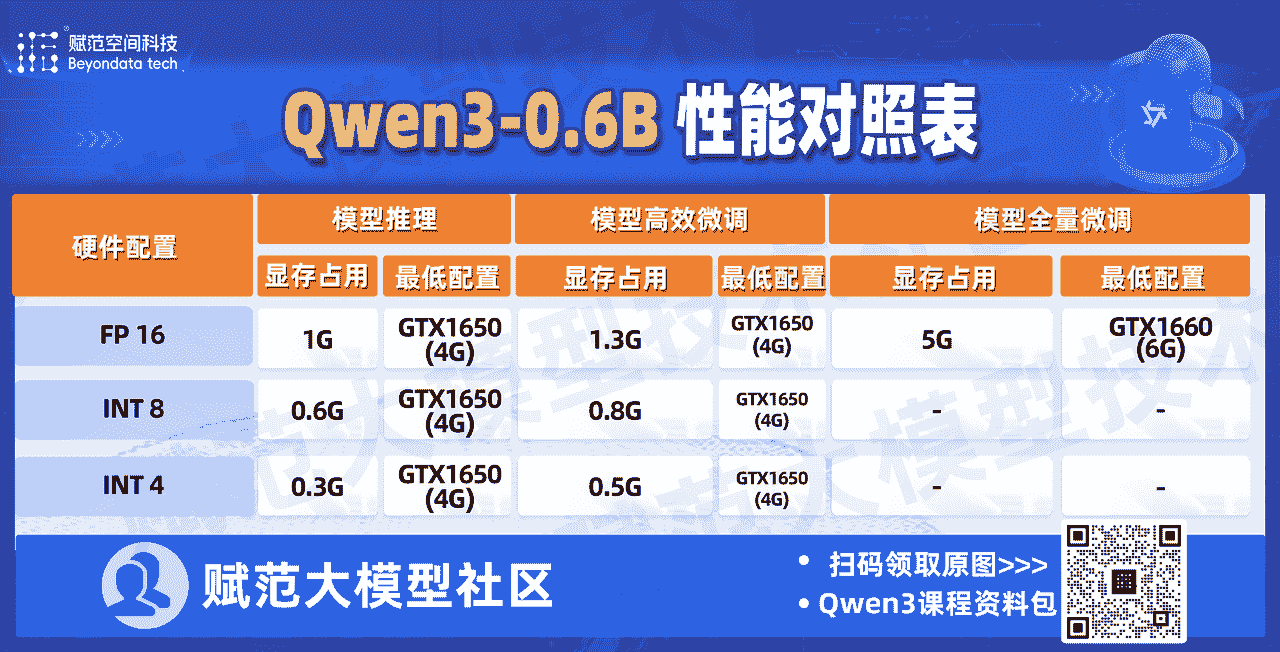 赋范空间科技
Beyondata tech
Qwen3-0.6B 性能对照表
硬件配置 模型推理 模型高效微调 模型全量微调
显存占用 最低配置 显存占用 最低配置 显存占用 最低配置
FP 16 1G GTX1650 (4G) 1.3G GTX1650 (4G) 5G GTX1660 (6G)
INT 8 0.6G GTX1650 (4G) 0.8G GTX1650 (4G) - -
INT 4 0.3G GTX1650 (4G) 0.5G GTX1650 (4G) - -
赋范大模型社区
• 扫码领取原图>>>
• Qwen3课程资料包